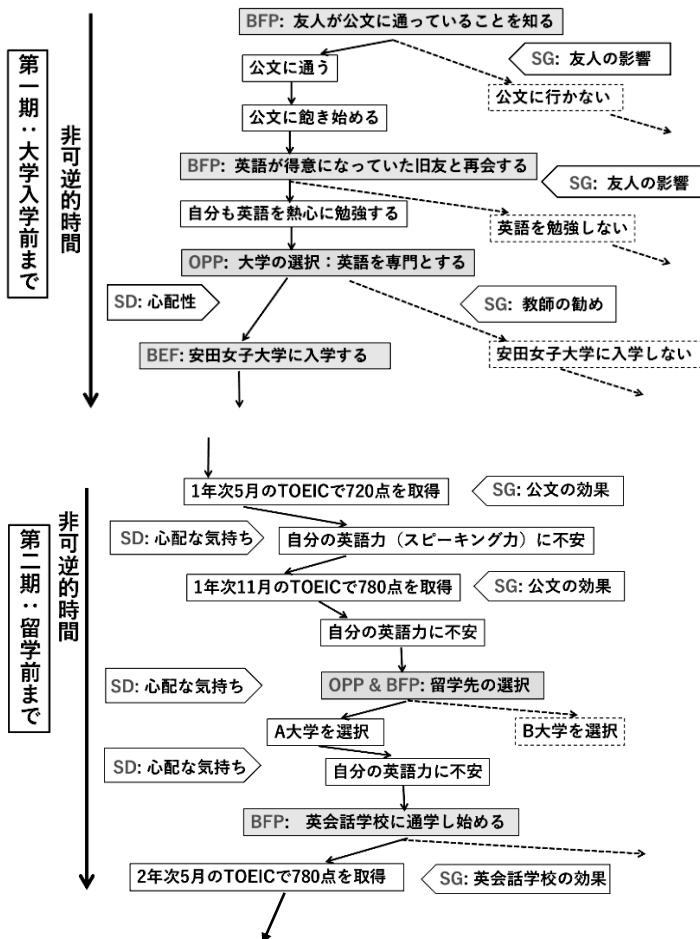 第一期：大学入学前まで
非可逆的時間
BFP: 友人が公文に通っていることを知る
SG: 友人の影響
公文に通う
公文に行かない
公文に飽き始める
BFP: 英語が得意になっていた旧友と再会する
SG: 友人の影響
自分も英語を熱心に勉強する
英語を勉強しない
OPP: 大学の選択：英語を専門とする
SD: 心配性
SG: 教師の勧め
BEF: 安田女子大学に入学する
安田女子大学に入学しない
第二期：留学前まで
非可逆的時間
1年次5月のTOEICで720点を取得
SG: 公文の効果
SD: 心配な気持ち
自分の英語力（スピーキング力）に不安
1年次11月のTOEICで780点を取得
SG: 公文の効果
自分の英語力に不安
SD: 心配な気持ち
OPP & BFP: 留学先の選択
A大学を選択
B大学を選択
SD: 心配な気持ち
自分の英語力に不安
BFP: 英会話学校に通学し始める
2年次5月のTOEICで780点を取得
SG: 英会話学校の効果